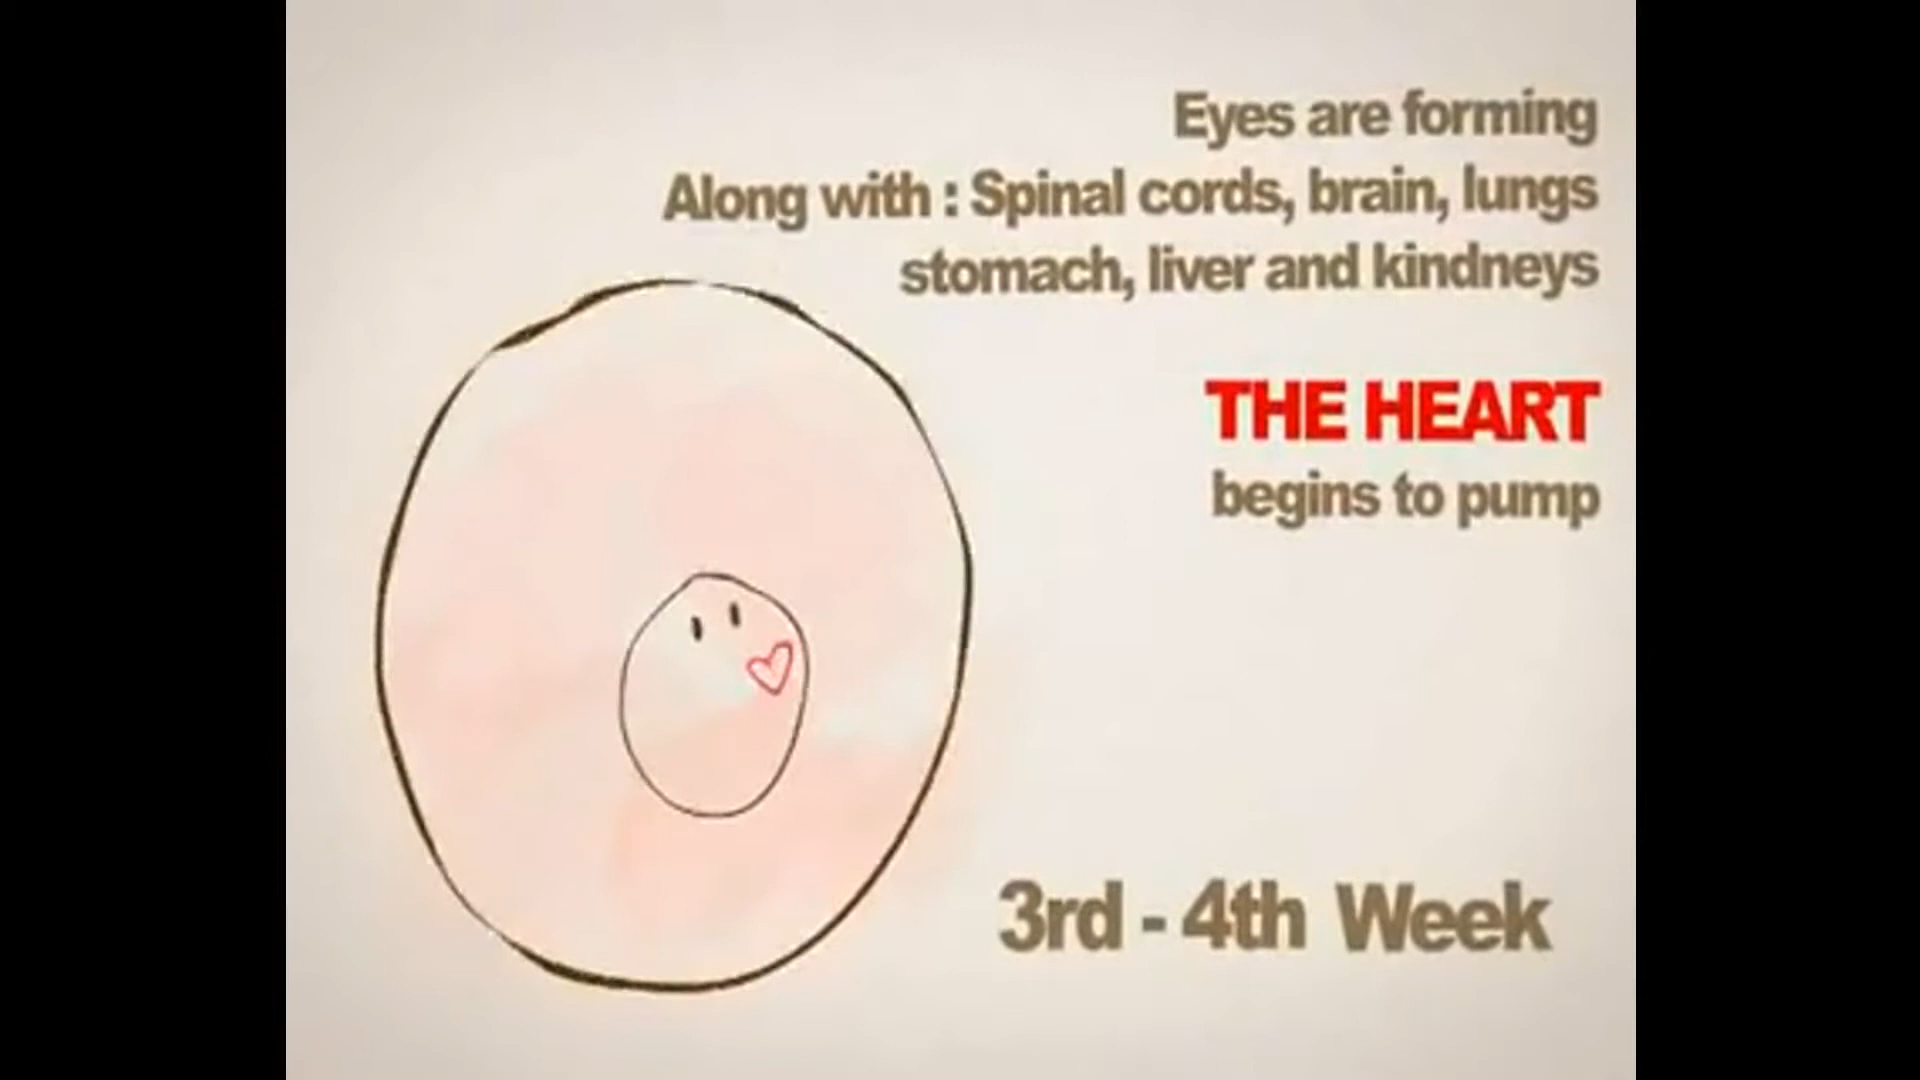 Eyes are forming
Along with : Spinal cords, brain, lungs
stomach, liver and kindneys
THE HEART
begins to pump
3rd - 4th Week